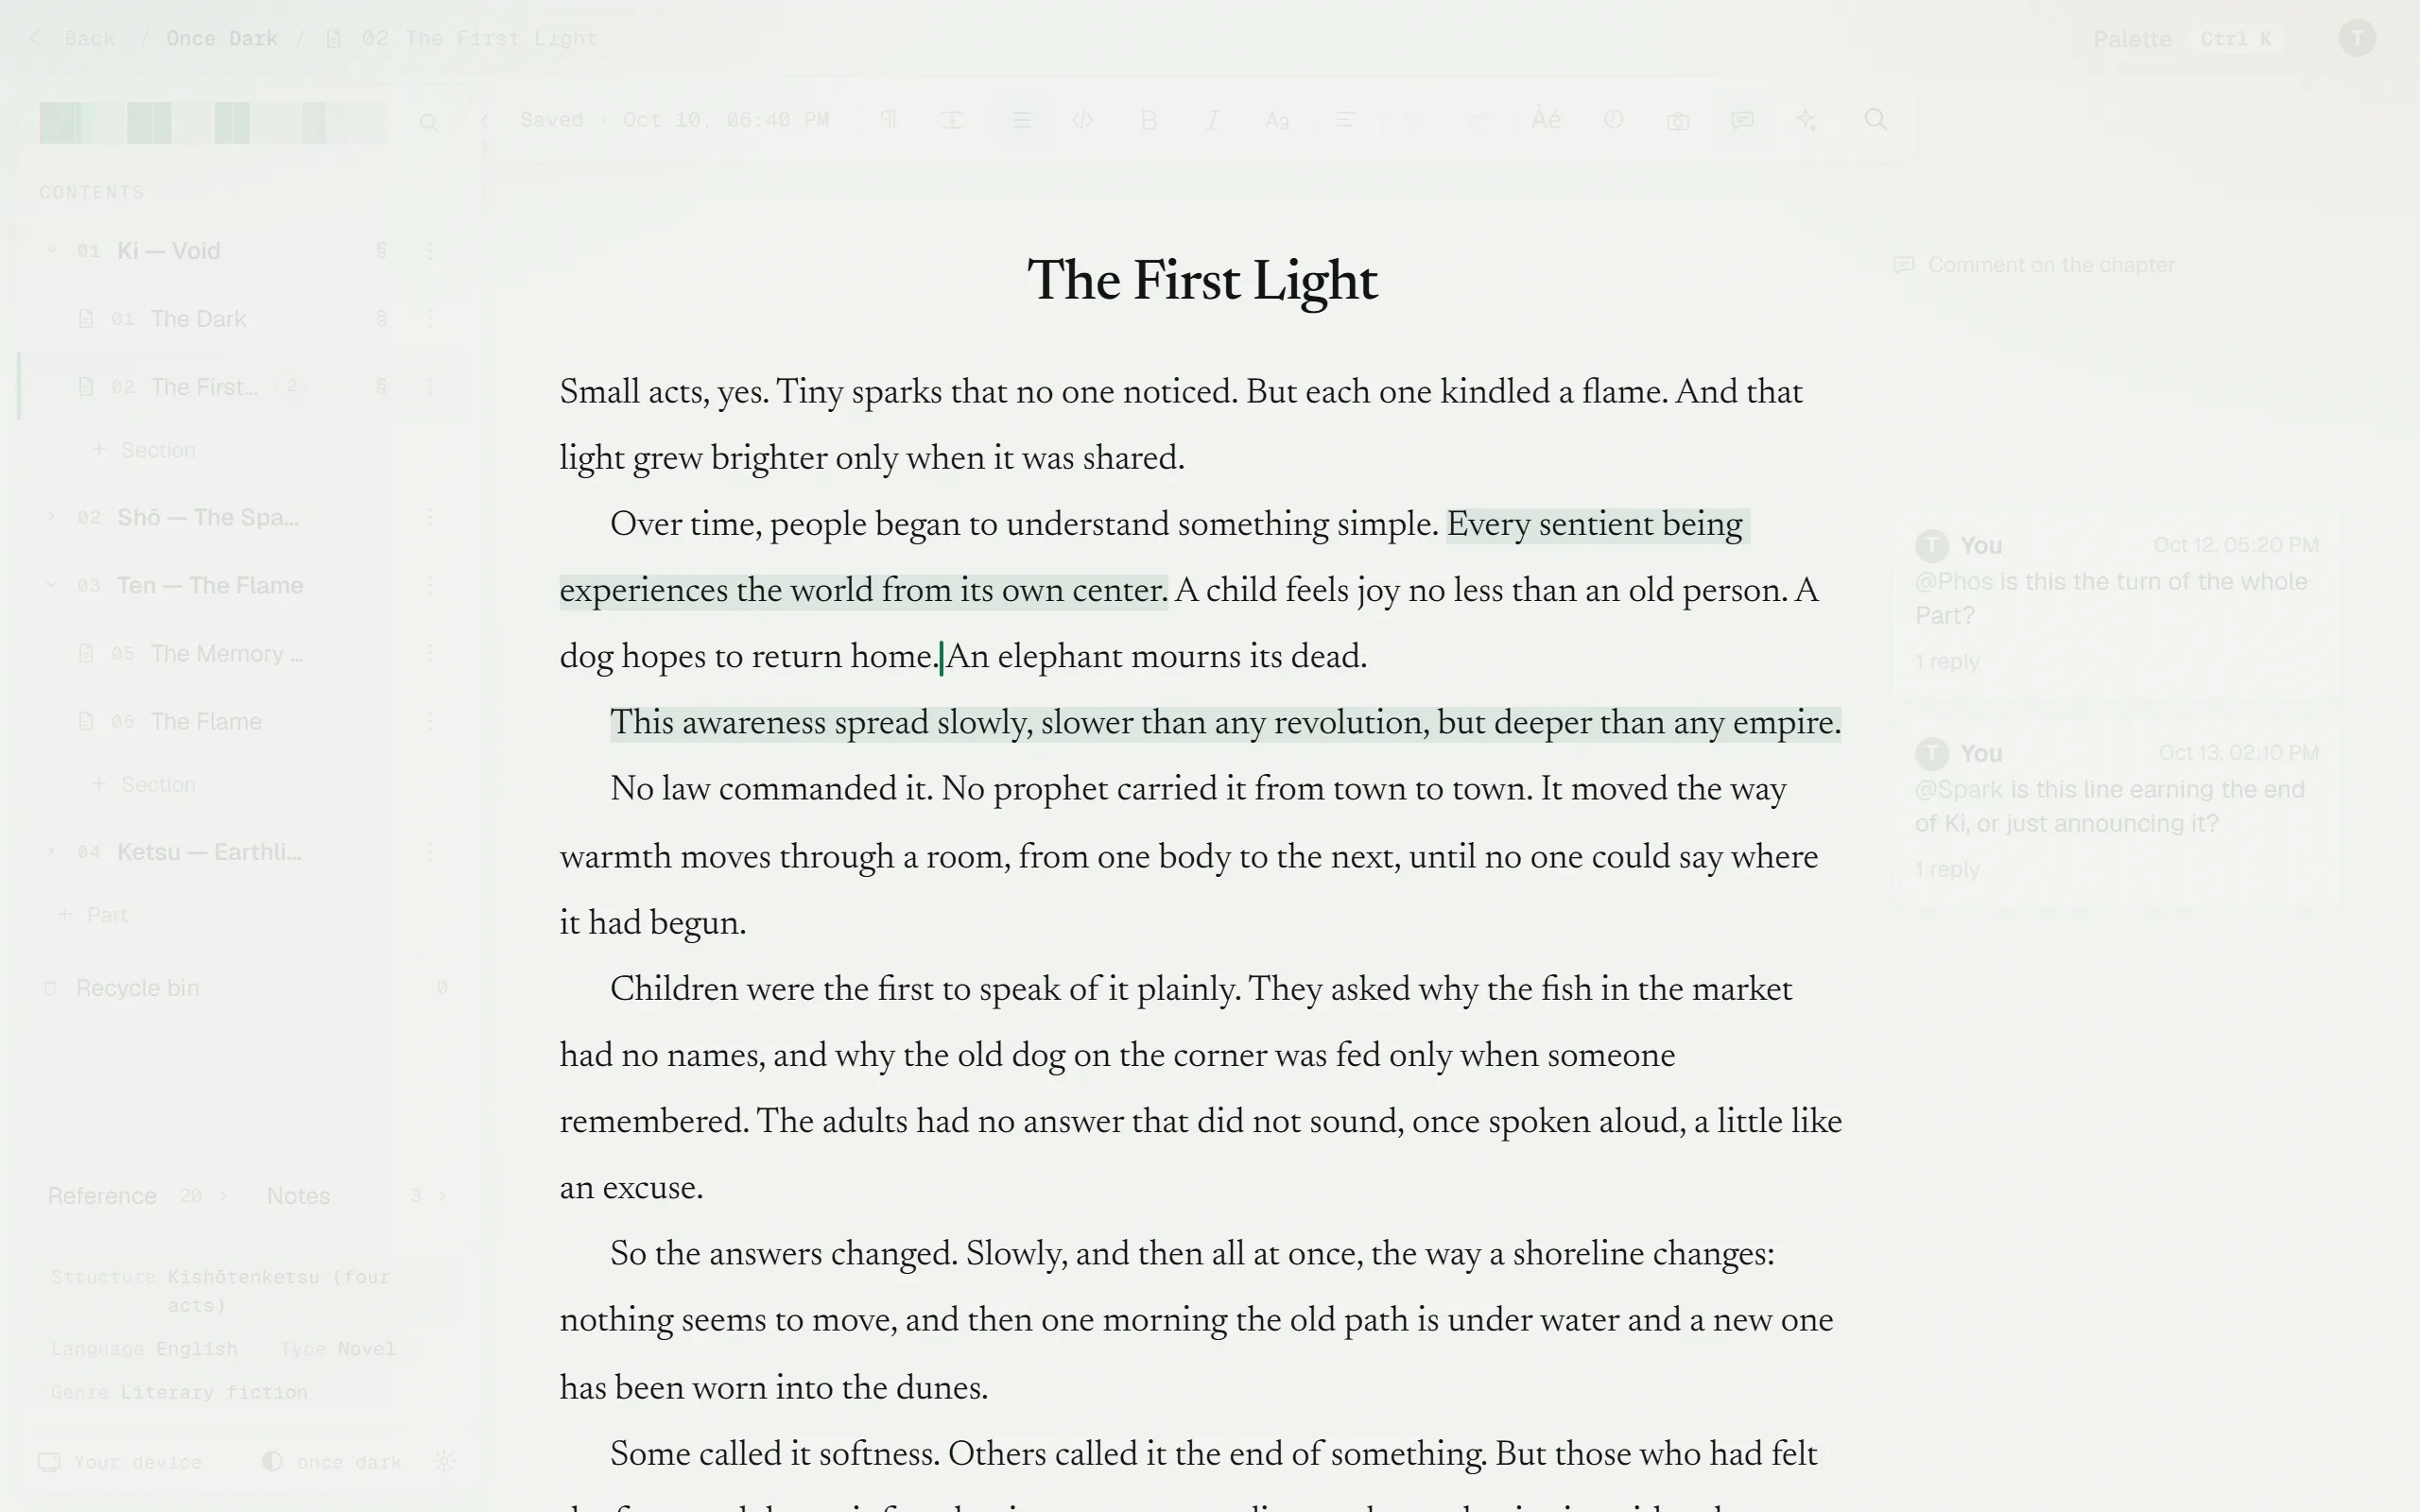 Back / Once Dark / 02 The First Light
Palette Ctrl K T
Saved · Oct 10, 06:40 PM
B I Aa Àé
CONTENTS
01 Ki — Void §
01 The Dark §
02 The First… 2 §
+ Section
02 Shō — The Spa…
03 Ten — The Flame
05 The Memory …
06 The Flame
+ Section
04 Ketsu — Earthli…
+ Part
Recycle bin 0
Reference 20 Notes 3
Structure Kishōtenketsu (four
acts)
Language English Type Novel
Genre Literary fiction
Your device once dark
The First Light
Small acts, yes. Tiny sparks that no one noticed. But each one kindled a flame. And that
light grew brighter only when it was shared.
Over time, people began to understand something simple. Every sentient being
experiences the world from its own center. A child feels joy no less than an old person. A
dog hopes to return home. An elephant mourns its dead.
This awareness spread slowly, slower than any revolution, but deeper than any empire.
No law commanded it. No prophet carried it from town to town. It moved the way
warmth moves through a room, from one body to the next, until no one could say where
it had begun.
Children were the first to speak of it plainly. They asked why the fish in the market
had no names, and why the old dog on the corner was fed only when someone
remembered. The adults had no answer that did not sound, once spoken aloud, a little like
an excuse.
So the answers changed. Slowly, and then all at once, the way a shoreline changes:
nothing seems to move, and then one morning the old path is under water and a new one
has been worn into the dunes.
Some called it softness. Others called it the end of something. But those who had felt
Comment on the chapter
T You Oct 12, 05:20 PM
@Phos is this the turn of the whole
Part?
1 reply
T You Oct 13, 02:10 PM
@Spark is this line earning the end
of Ki, or just announcing it?
1 reply